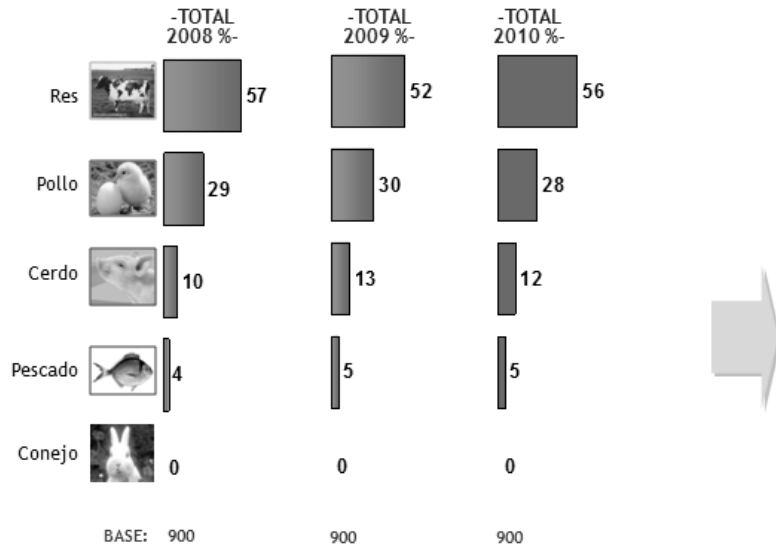 -TOTAL 2008 %- -TOTAL 2009 %- -TOTAL 2010 %-
Res 57 52 56
Pollo 29 30 28
Cerdo 10 13 12
Pescado 4 5 5
Conejo 0 0 0
BASE: 900 900 900